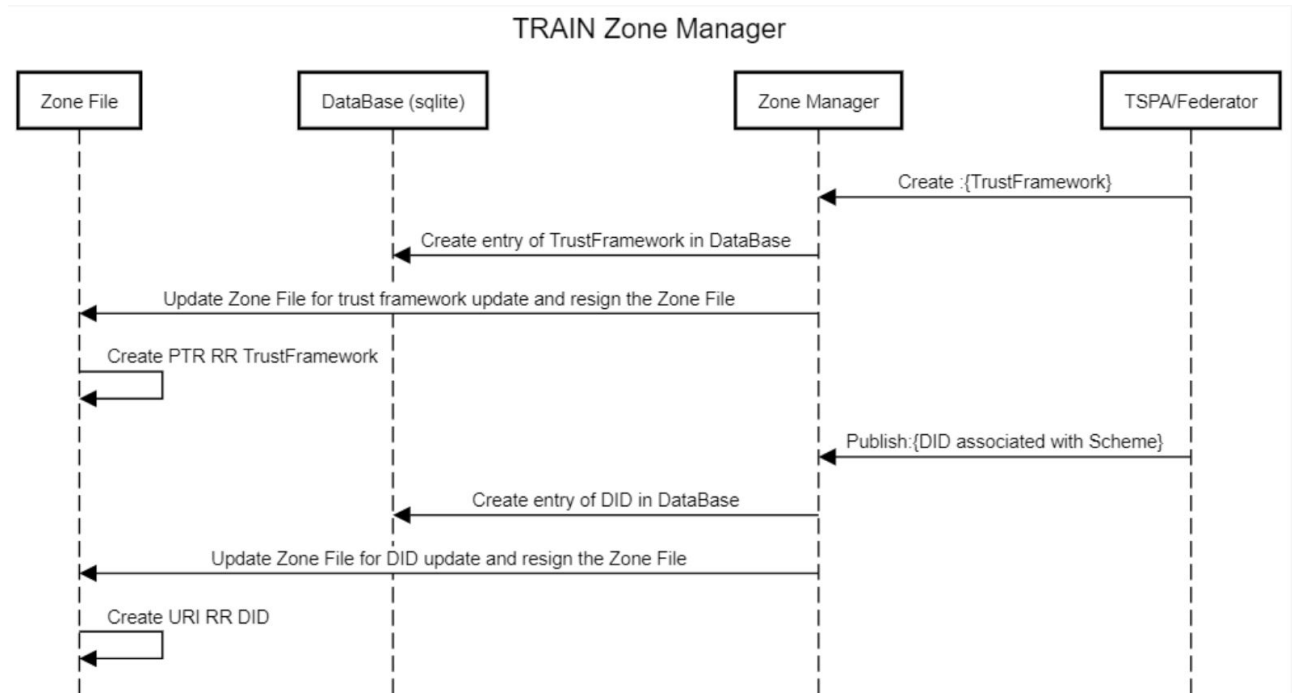 TRAIN Zone Manager
Zone File
DataBase (sqlite)
Zone Manager
TSPA/Federator
Create :{TrustFramework}
Create entry of TrustFramework in DataBase
Update Zone File for trust framework update and resign the Zone File
Create PTR RR TrustFramework
Publish:{DID associated with Scheme}
Create entry of DID in DataBase
Update Zone File for DID update and resign the Zone File
Create URI RR DID